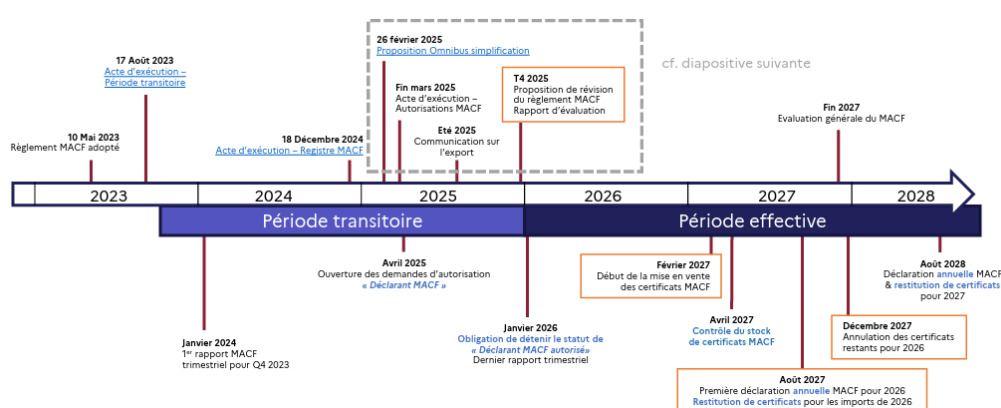 26 février 2025
Proposition Omnibus simplification
17 Août 2023
Acte d'exécution –
Période transitoire
cf. diapositive suivante
T4 2025
Proposition de révision
du règlement MACF
Rapport d'évaluation
Fin mars 2025
Acte d'exécution –
Autorisations MACF
Fin 2027
Evaluation générale du MACF
10 Mai 2023
Règlement MACF adopté
18 Décembre 2024
Acte d'exécution – Registre MACF
Eté 2025
Communication sur
l'export
2023
2024
2025
2026
2027
2028
Période transitoire
Période effective
Avril 2025
Ouverture des demandes d'autorisation
« Déclarant MACF »
Février 2027
Début de la mise en vente
des certificats MACF
Août 2028
Déclaration annuelle MACF
& restitution de certificats
pour 2027
Janvier 2024
1er rapport MACF
trimestriel pour Q4 2023
Janvier 2026
Obligation de détenir le statut de
« Déclarant MACF autorisé»
Dernier rapport trimestriel
Avril 2027
Contrôle du stock
de certificats MACF
Décembre 2027
Annulation des certificats
restants pour 2026
Août 2027
Première déclaration annuelle MACF pour 2026
Restitution de certificats pour les imports de 2026